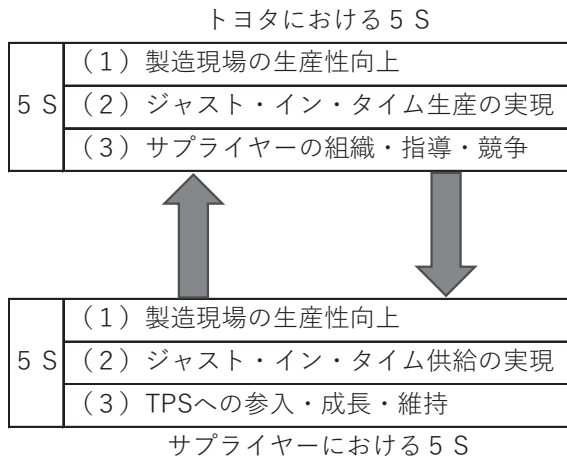 トヨタにおける5S
5S
(1)製造現場の生産性向上
(2)ジャスト・イン・タイム生産の実現
(3)サプライヤーの組織・指導・競争
5S
(1)製造現場の生産性向上
(2)ジャスト・イン・タイム供給の実現
(3)TPSへの参入・成長・維持
サプライヤーにおける5S